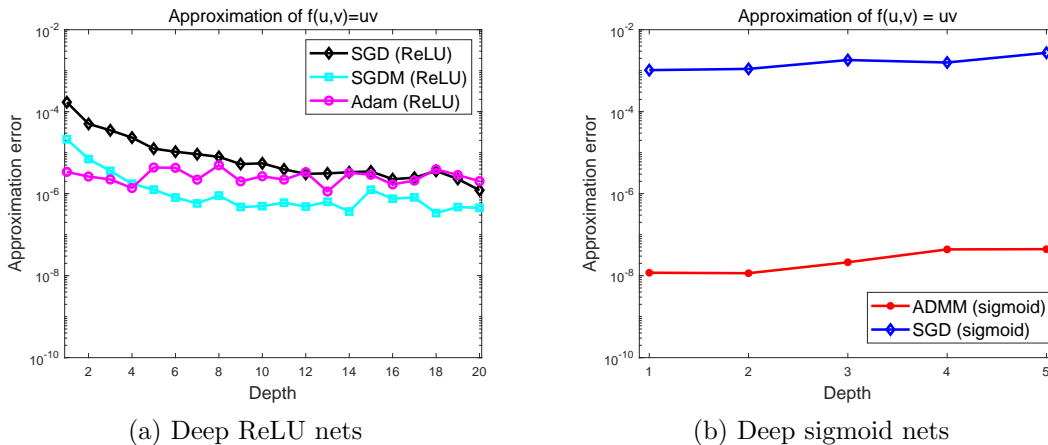 Approximation of f(u,v)=uv
10^-2
10^-4
10^-6
10^-8
10^-10
Approximation error
SGD (ReLU)
SGDM (ReLU)
Adam (ReLU)
2 4 6 8 10 12 14 16 18 20
Depth
(a) Deep ReLU nets
Approximation of f(u,v) = uv
10^-2
10^-4
10^-6
10^-8
10^-10
Approximation error
ADMM (sigmoid)
SGD (sigmoid)
1 2 3 4 5
Depth
(b) Deep sigmoid nets